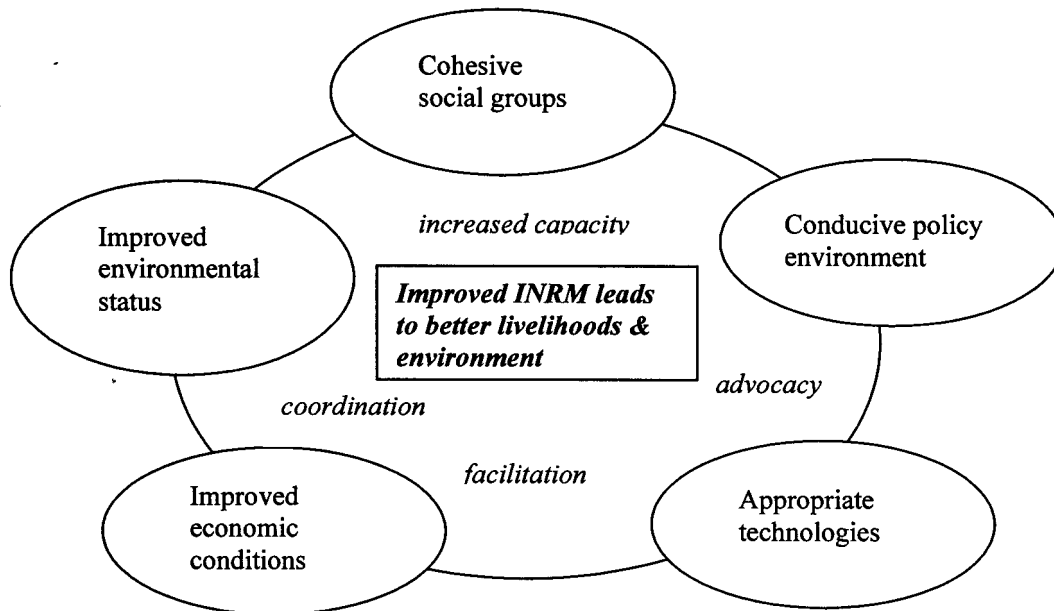 Cohesive
social groups
Improved
environmental
status
increased capacity
Conducive policy
environment
Improved INRM leads
to better livelihoods &
environment
advocacy
coordination
facilitation
Improved
economic
conditions
Appropriate
technologies